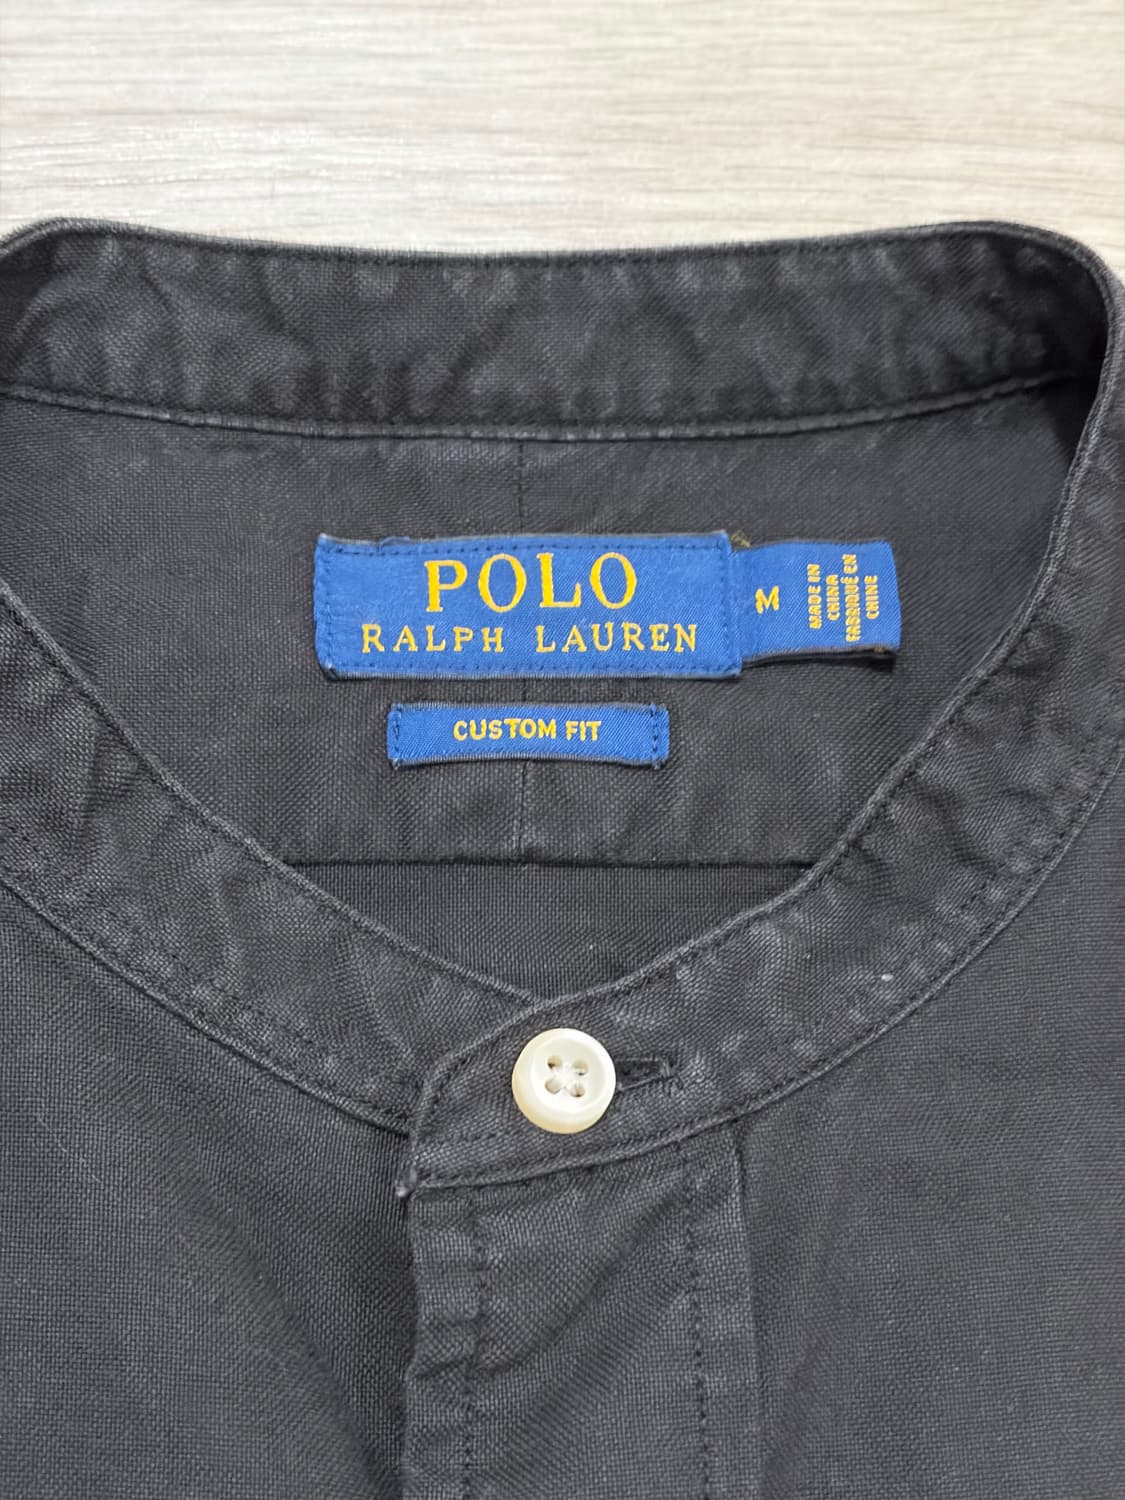 POLO
RALPH LAUREN
M
MADE IN
CHINA
FABRIQUÉ EN
CHINE
CUSTOM FIT